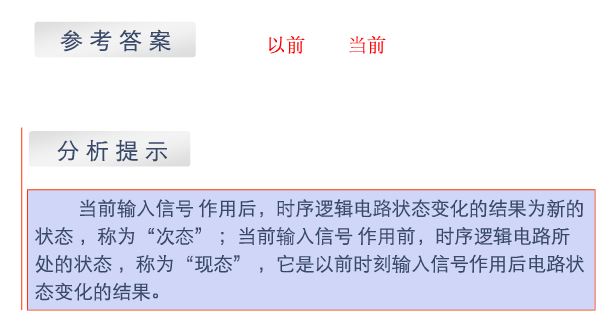 参考答案
以前 当前
分析提示
当前输入信号 作用后，时序逻辑电路状态变化的结果为新的
状态 ，称为“次态” ；当前输入信号 作用前，时序逻辑电路所
处的状态 ，称为“现态” ，它是以前时刻输入信号作用后电路状
态变化的结果。